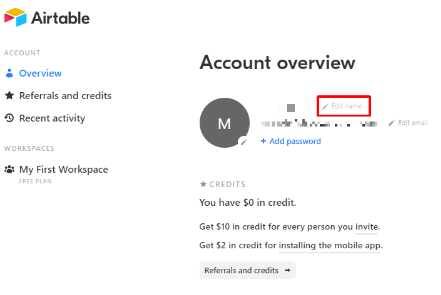 Airtable
ACCOUNT
Overview
Referrals and credits
Recent activity
WORKSPACES
My First Workspace
FREE PLAN
Account overview
M
Edit name
Edit email
+ Add password
CREDITS
You have $0 in credit.
Get $10 in credit for every person you invite.
Get $2 in credit for installing the mobile app.
Referrals and credits →